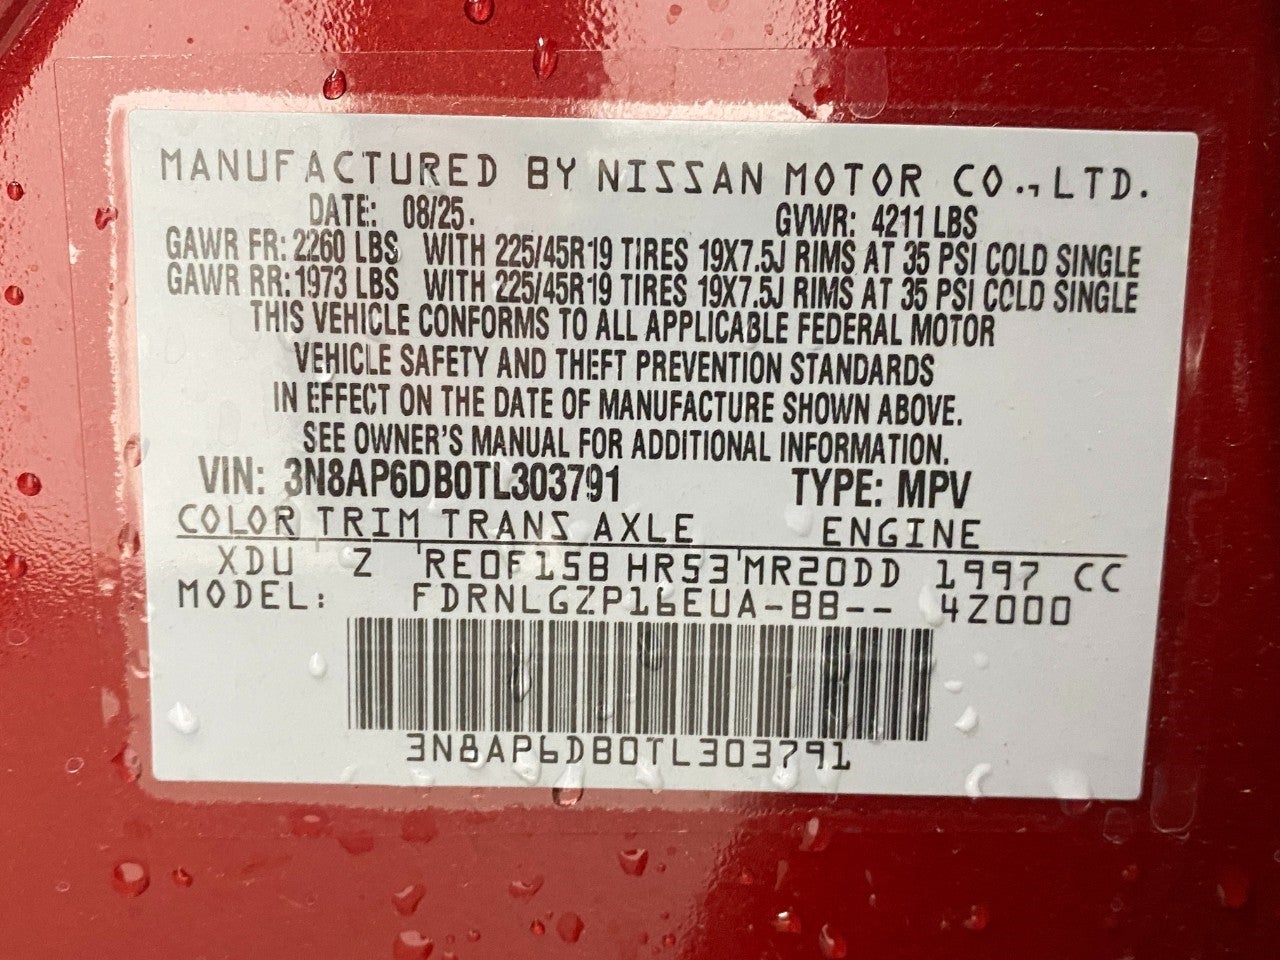 MANUFACTURED BY NISSAN MOTOR CO., LTD.
DATE: 08/25. GVWR: 4211 LBS
GAWR FR: 2260 LBS WITH 225/45R19 TIRES 19X7.5J RIMS AT 35 PSI COLD SINGLE
GAWR RR: 1973 LBS WITH 225/45R19 TIRES 19X7.5J RIMS AT 35 PSI COLD SINGLE
THIS VEHICLE CONFORMS TO ALL APPLICABLE FEDERAL MOTOR
VEHICLE SAFETY AND THEFT PREVENTION STANDARDS
IN EFFECT ON THE DATE OF MANUFACTURE SHOWN ABOVE.
SEE OWNER'S MANUAL FOR ADDITIONAL INFORMATION.
VIN: 3N8AP6DB0TL303791 TYPE: MPV
COLOR TRIM TRANS AXLE ENGINE
XDU Z RE0F15B HR53 MR20DD 1997 CC
MODEL: FDRNLGZP16EUA-BB-- 4Z000
3N8AP6DB0TL303791